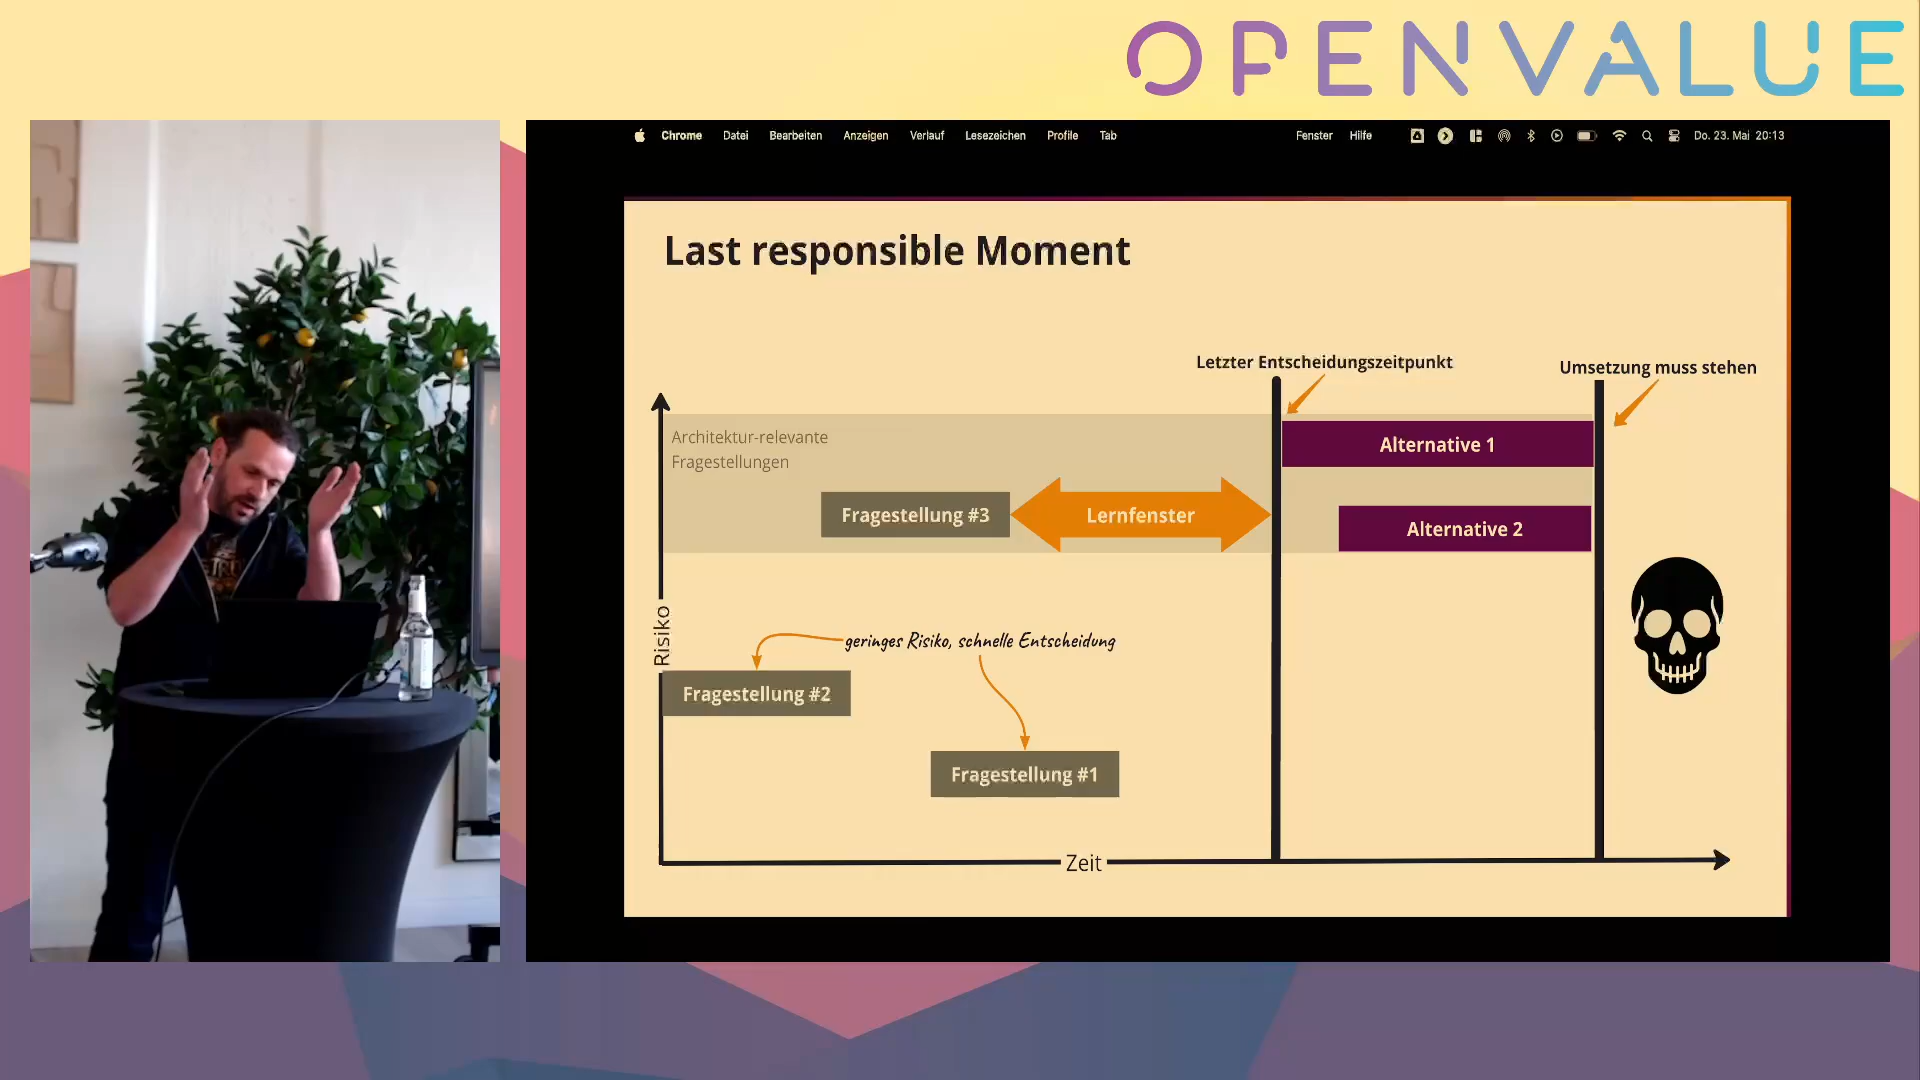 OPENVALUE
Chrome Datei Bearbeiten Anzeigen Verlauf Lesezeichen Profile Tab Fenster Hilfe Do. 23. Mai 20:13
Last responsible Moment
Letzter Entscheidungszeitpunkt
Umsetzung muss stehen
Architektur-relevante
Fragestellungen
Alternative 1
Fragestellung #3
Lernfenster
Alternative 2
Risiko
geringes Risiko, schnelle Entscheidung
Fragestellung #2
Fragestellung #1
Zeit